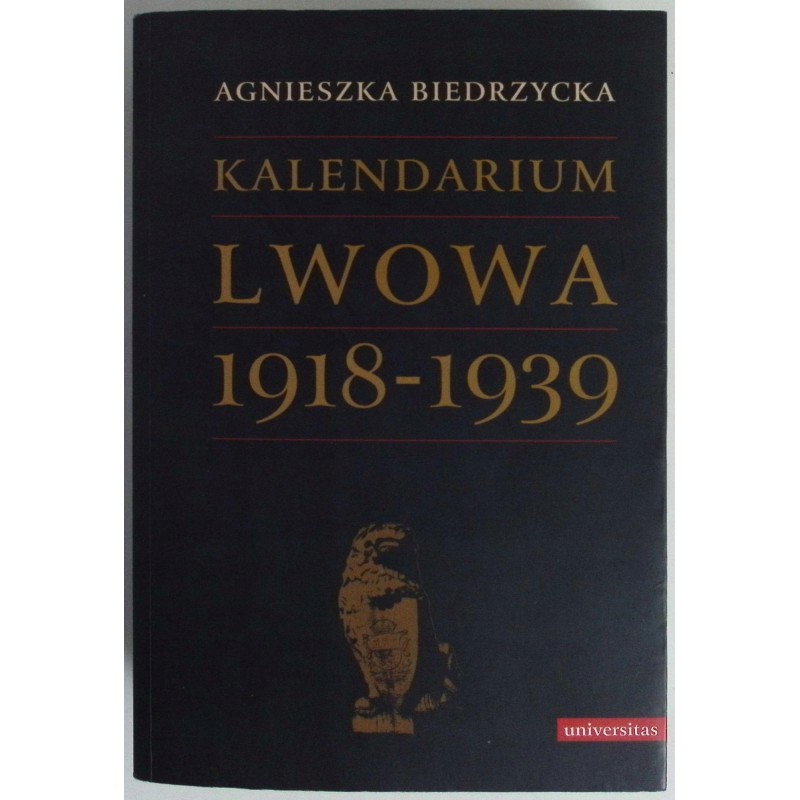 AGNIESZKA BIEDRZYCKA
KALENDARIUM
LWOWA
1918-1939
universitas